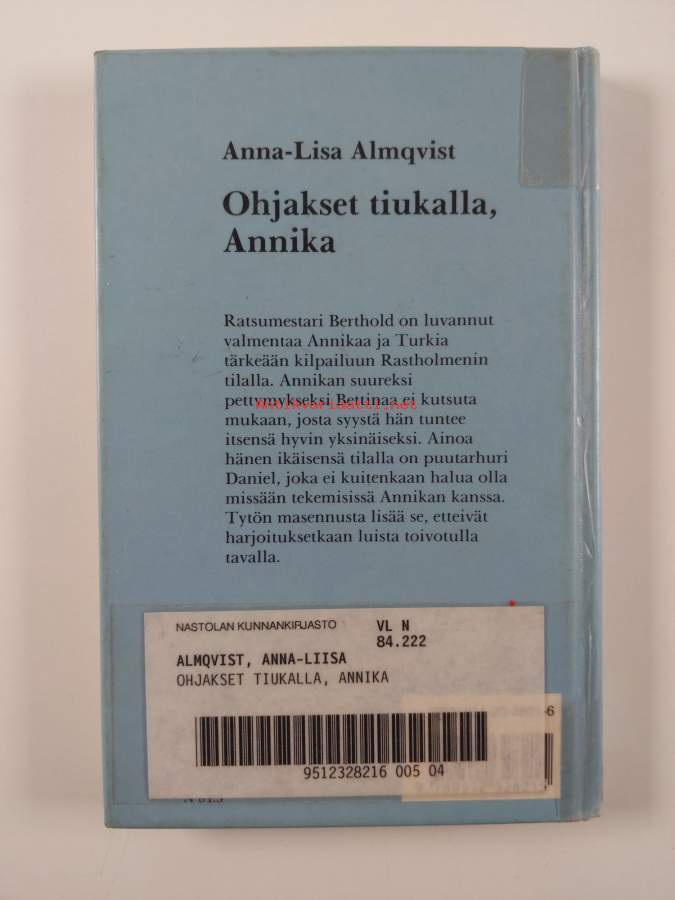 Anna-Lisa Almqvist
Ohjakset tiukalla,
Annika
Ratsumestari Berthold on luvannut
valmentaa Annikaa ja Turkia
tärkeään kilpailuun Rastholmenin
tilalla. Annikan suureksi
pettymykseksi Bettinaa ei kutsuta
mukaan, josta syystä hän tuntee
itsensä hyvin yksinäiseksi. Ainoa
hänen ikäisensä tilalla on puutarhuri
Daniel, joka ei kuitenkaan halua olla
missään tekemisissä Annikan kanssa.
Tytön masennusta lisää se, etteivät
harjoituksetkaan luista toivotulla
tavalla.
NASTOLAN KUNNANKIRJASTO VL N
84.222
ALMQVIST, ANNA-LIISA
OHJAKSET TIUKALLA, ANNIKA
9512328216 005 04